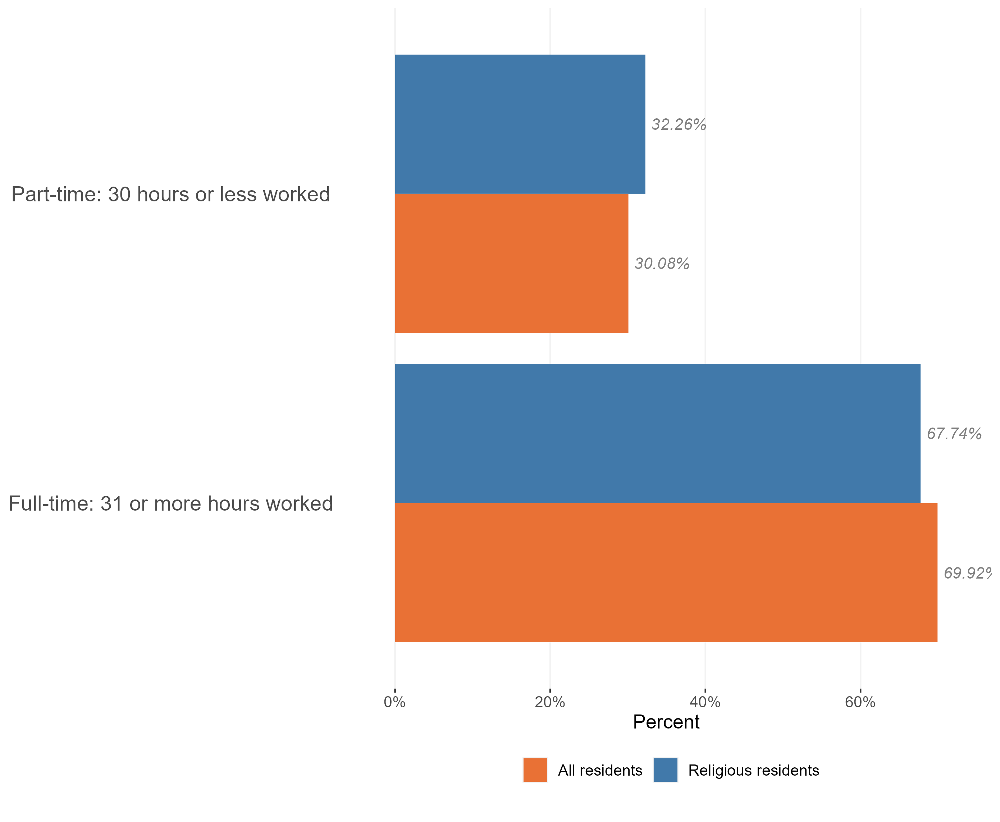 32.26%
Part-time: 30 hours or less worked
30.08%
67.74%
Full-time: 31 or more hours worked
69.92%
0% 20% 40% 60%
Percent
All residents Religious residents